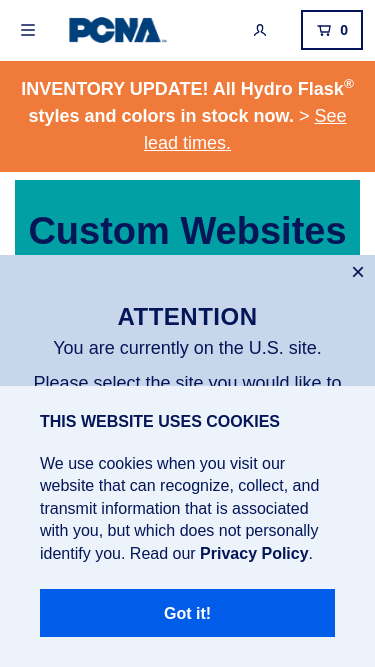 PCNA
0
INVENTORY UPDATE! All Hydro Flask®
styles and colors in stock now. > See
lead times.
Custom Websites
×
ATTENTION
You are currently on the U.S. site.
Please select the site you would like to
THIS WEBSITE USES COOKIES
We use cookies when you visit our
website that can recognize, collect, and
transmit information that is associated
with you, but which does not personally
identify you. Read our Privacy Policy.
Got it!